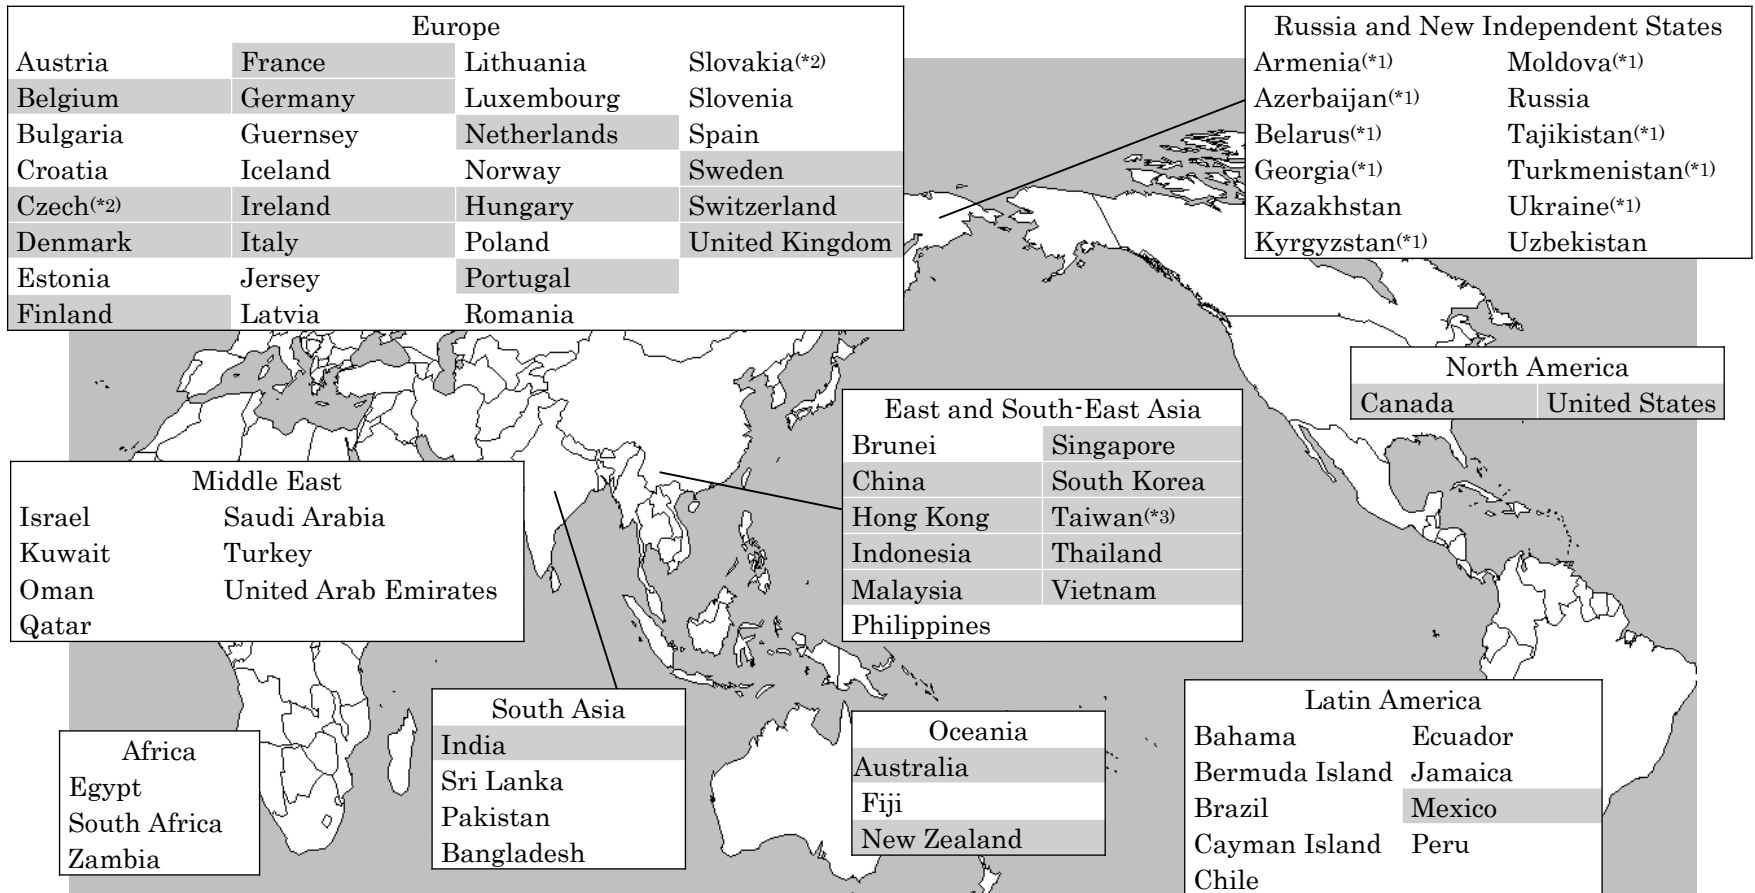 Europe
Austria France Lithuania Slovakia(*2)
Belgium Germany Luxembourg Slovenia
Bulgaria Guernsey Netherlands Spain
Croatia Iceland Norway Sweden
Czech(*2) Ireland Hungary Switzerland
Denmark Italy Poland United Kingdom
Estonia Jersey Portugal
Finland Latvia Romania
Russia and New Independent States
Armenia(*1) Moldova(*1)
Azerbaijan(*1) Russia
Belarus(*1) Tajikistan(*1)
Georgia(*1) Turkmenistan(*1)
Kazakhstan Ukraine(*1)
Kyrgyzstan(*1) Uzbekistan
North America
Canada United States
East and South-East Asia
Brunei Singapore
China South Korea
Hong Kong Taiwan(*3)
Indonesia Thailand
Malaysia Vietnam
Philippines
Middle East
Israel Saudi Arabia
Kuwait Turkey
Oman United Arab Emirates
Qatar
South Asia
India
Sri Lanka
Pakistan
Bangladesh
Africa
Egypt
South Africa
Zambia
Oceania
Australia
Fiji
New Zealand
Latin America
Bahama Ecuador
Bermuda Island Jamaica
Brazil Mexico
Cayman Island Peru
Chile